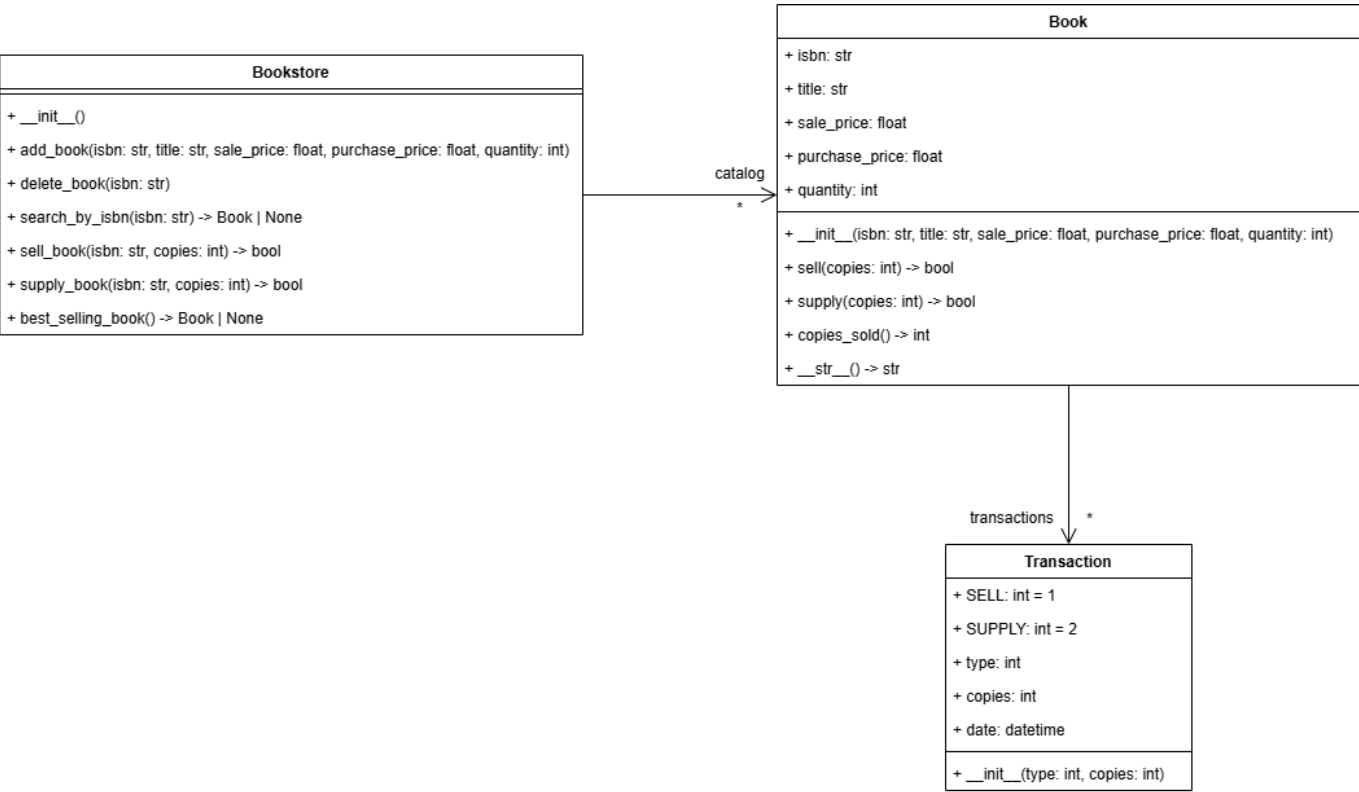 Bookstore
+ __init__()
+ add_book(isbn: str, title: str, sale_price: float, purchase_price: float, quantity: int)
+ delete_book(isbn: str)
+ search_by_isbn(isbn: str) -> Book | None
+ sell_book(isbn: str, copies: int) -> bool
+ supply_book(isbn: str, copies: int) -> bool
+ best_selling_book() -> Book | None
catalog
*
Book
+ isbn: str
+ title: str
+ sale_price: float
+ purchase_price: float
+ quantity: int
+ __init__(isbn: str, title: str, sale_price: float, purchase_price: float, quantity: int)
+ sell(copies: int) -> bool
+ supply(copies: int) -> bool
+ copies_sold() -> int
+ __str__() -> str
transactions *
Transaction
+ SELL: int = 1
+ SUPPLY: int = 2
+ type: int
+ copies: int
+ date: datetime
+ __init__(type: int, copies: int)